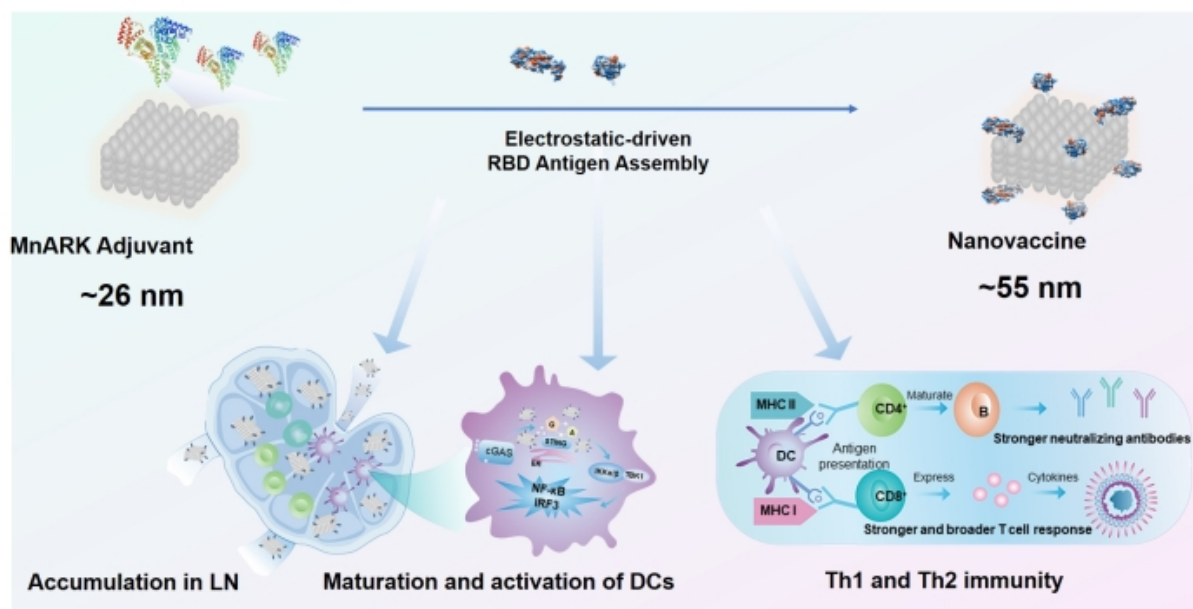 Electrostatic-driven
RBD Antigen Assembly
MnARK Adjuvant
~26 nm
Nanovaccine
~55 nm
cGAS
G
A
STING
ER
IKKα/β
TBK1
NF-κB
IRF3
MHC II
CD4⁺
Maturate
B
Stronger neutralizing antibodies
DC
Antigen
presentation
MHC I
CD8⁺
Express
Cytokines
Stronger and broader T cell response
Accumulation in LN
Maturation and activation of DCs
Th1 and Th2 immunity